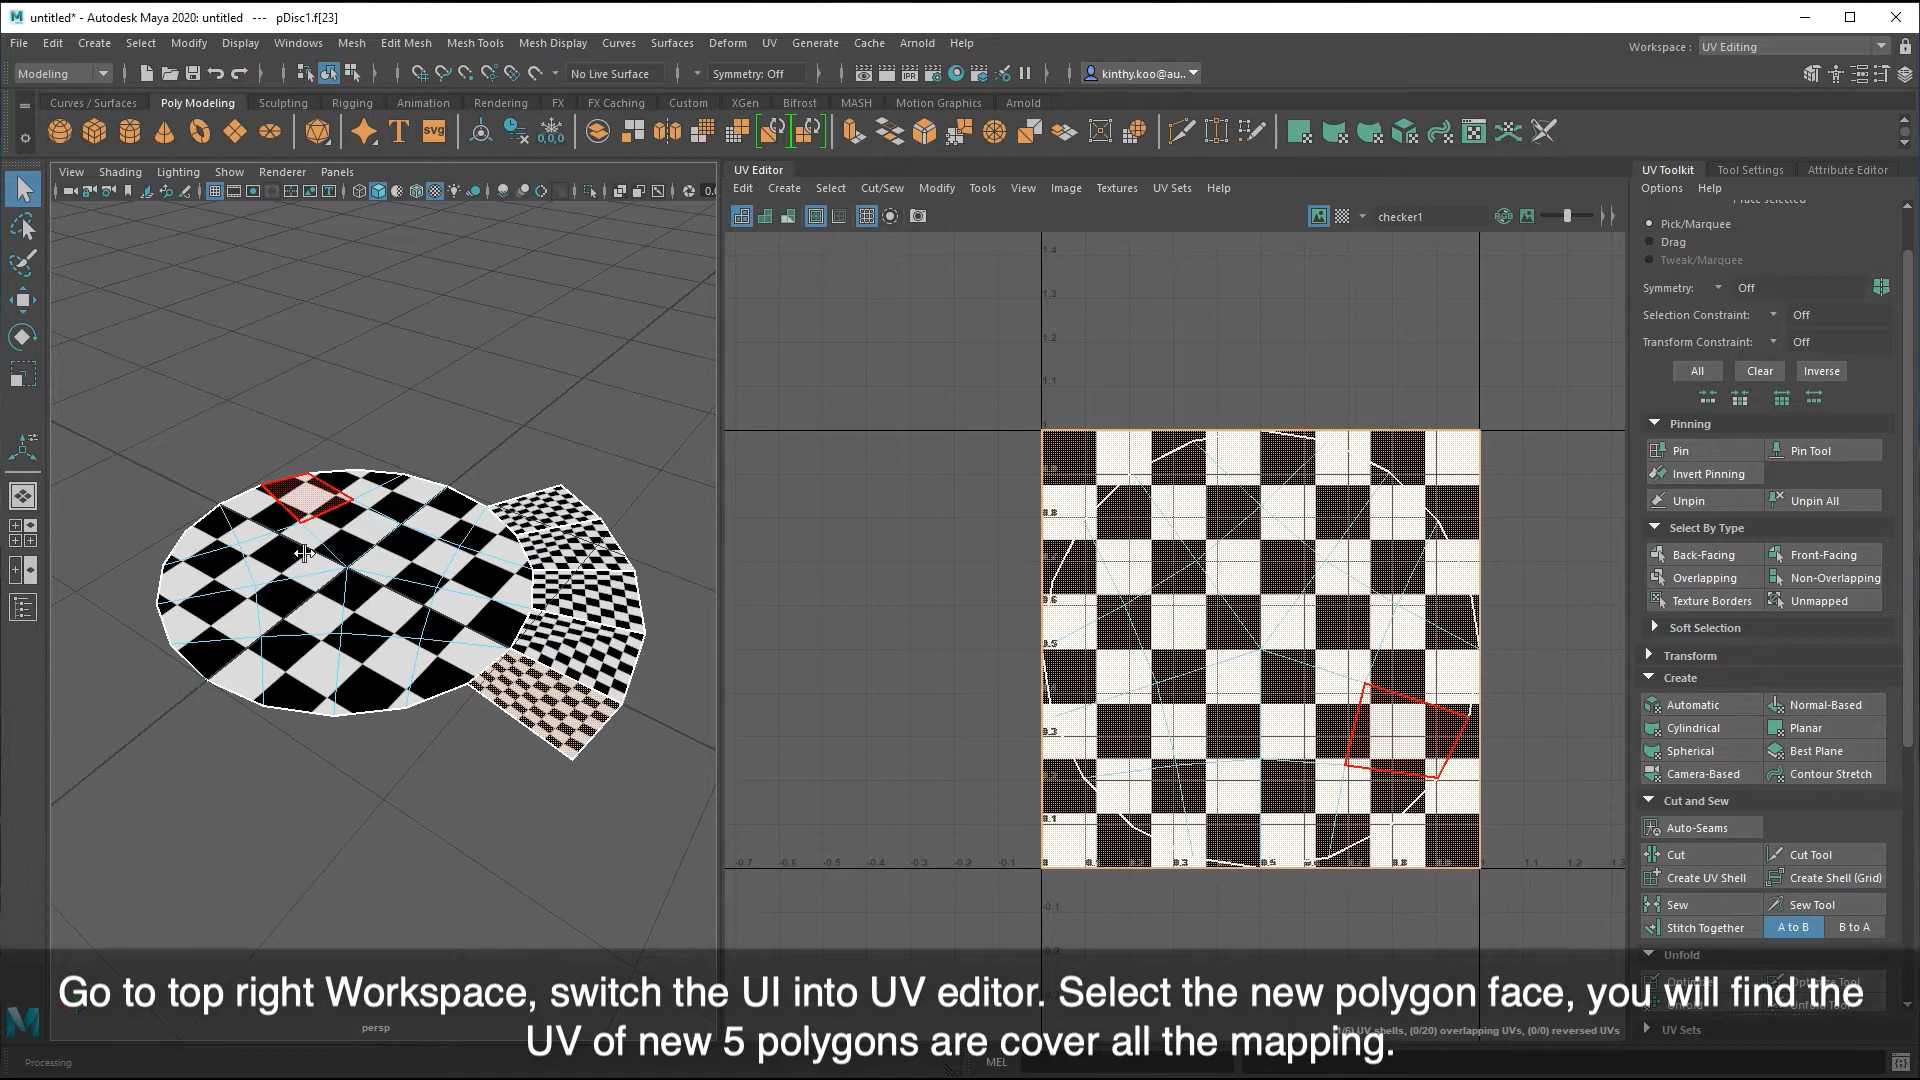 untitled* - Autodesk Maya 2020: untitled --- pDisc1.f[23]
File Edit Create Select Modify Display Windows Mesh Edit Mesh Mesh Tools Mesh Display Curves Surfaces Deform UV Generate Cache Arnold Help
Workspace : UV Editing
Modeling No Live Surface Symmetry: Off kinthy.koo@au..
Curves / Surfaces Poly Modeling Sculpting Rigging Animation Rendering FX FX Caching Custom XGen Bifrost MASH Motion Graphics Arnold
View Shading Lighting Show Renderer Panels
UV Editor
Edit Create Select Cut/Sew Modify Tools View Image Textures UV Sets Help
checker1
UV Toolkit Tool Settings Attribute Editor
Options Help
Pick/Marquee
Drag
Tweak/Marquee
Symmetry: Off
Selection Constraint: Off
Transform Constraint: Off
All Clear Inverse
Pinning
Pin Pin Tool
Invert Pinning
Unpin Unpin All
Select By Type
Back-Facing Front-Facing
Overlapping Non-Overlapping
Texture Borders Unmapped
Soft Selection
Transform
Create
Automatic Normal-Based
Cylindrical Planar
Spherical Best Plane
Camera-Based Contour Stretch
Cut and Sew
Auto-Seams
Cut Cut Tool
Create UV Shell Create Shell (Grid)
Sew Sew Tool
Stitch Together A to B B to A
Unfold
UV Sets
persp
(0/20) overlapping UVs, (0/0) reversed UVs
Processing
MEL
Go to top right Workspace, switch the UI into UV editor. Select the new polygon face, you will find the
UV of new 5 polygons are cover all the mapping.